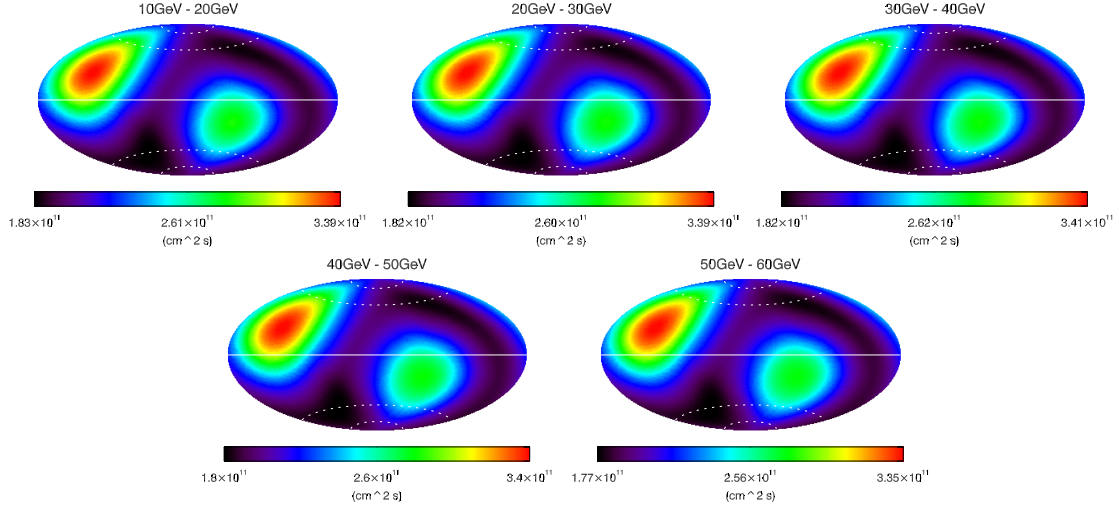 10GeV - 20GeV
20GeV - 30GeV
30GeV - 40GeV
1.83×10¹¹ 2.61×10¹¹ 3.39×10¹¹
(cm^2 s)
1.82×10¹¹ 2.60×10¹¹ 3.39×10¹¹
(cm^2 s)
1.82×10¹¹ 2.62×10¹¹ 3.41×10¹¹
(cm^2 s)
40GeV - 50GeV
50GeV - 60GeV
1.8×10¹¹ 2.6×10¹¹ 3.4×10¹¹
(cm^2 s)
1.77×10¹¹ 2.56×10¹¹ 3.35×10¹¹
(cm^2 s)